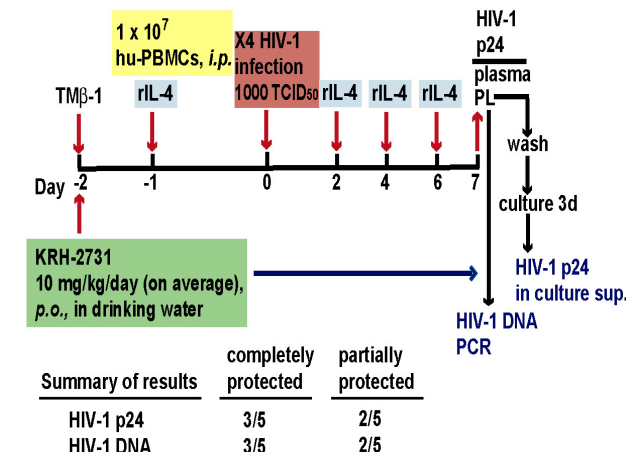 1 x 10⁷
hu-PBMCs, i.p.
X4 HIV-1
infection
1000 TCID₅₀
HIV-1
p24
plasma
TMβ-1
rIL-4
rIL-4
rIL-4
rIL-4
PL
wash
culture 3d
HIV-1 p24
in culture sup.
Day -2 -1 0 2 4 6 7
KRH-2731
10 mg/kg/day (on average),
p.o., in drinking water
HIV-1 DNA
PCR
Summary of results
completely
protected
partially
protected
HIV-1 p24 3/5 2/5
HIV-1 DNA 3/5 2/5